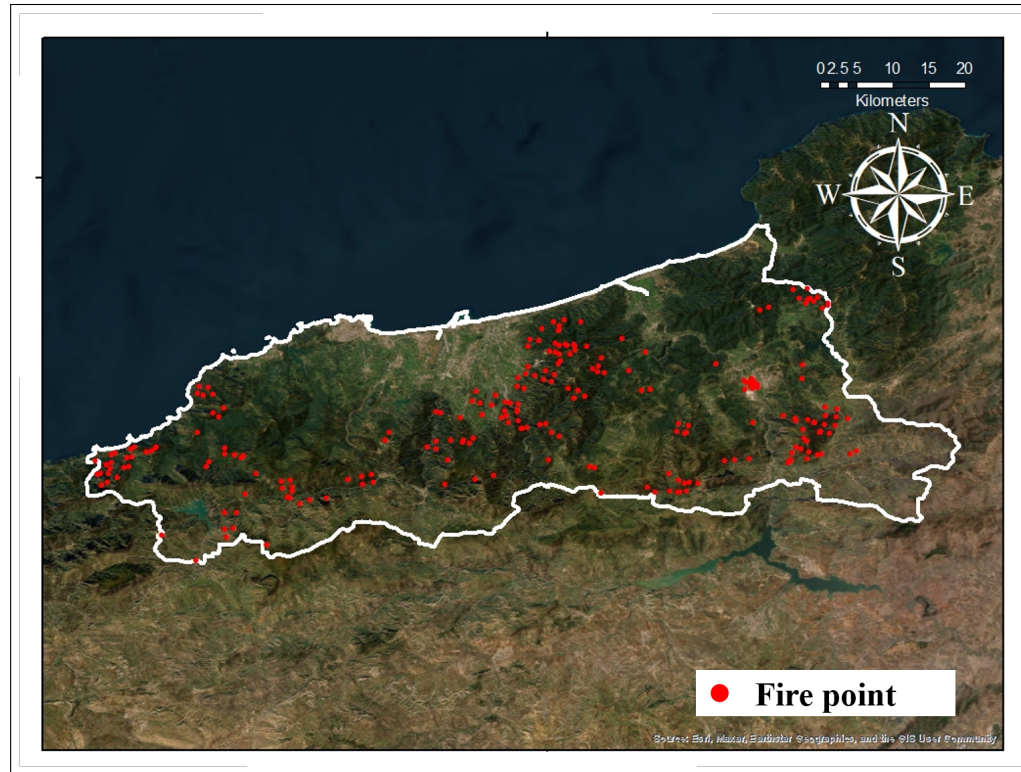 0 2.5 5 10 15 20
Kilometers
N
W E
S
Fire point
Source: Esri, Maxar, Earthstar Geographics, and the GIS User Community